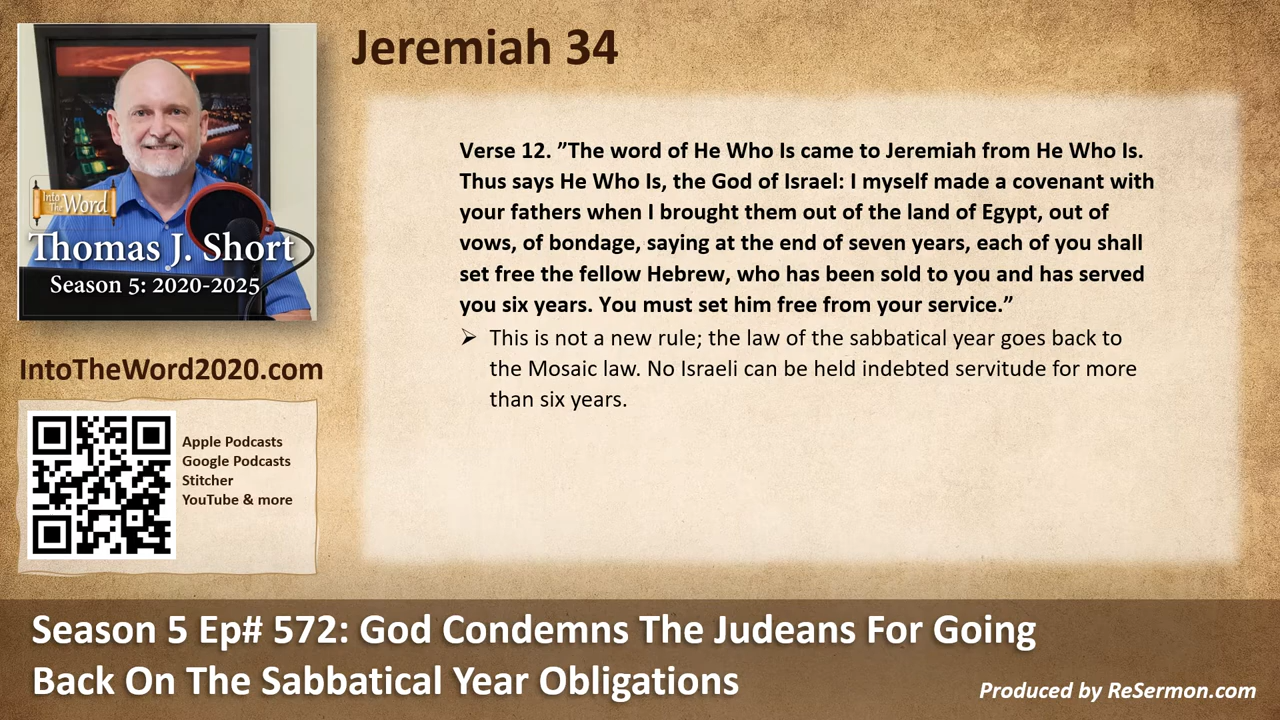 Jeremiah 34
Verse 12. ”The word of He Who Is came to Jeremiah from He Who Is.
Thus says He Who Is, the God of Israel: I myself made a covenant with
your fathers when I brought them out of the land of Egypt, out of
vows, of bondage, saying at the end of seven years, each of you shall
set free the fellow Hebrew, who has been sold to you and has served
you six years. You must set him free from your service.”
➢ This is not a new rule; the law of the sabbatical year goes back to
the Mosaic law. No Israeli can be held indebted servitude for more
than six years.
Into
The Word
Thomas J. Short
Season 5: 2020-2025
IntoTheWord2020.com
Apple Podcasts
Google Podcasts
Stitcher
YouTube & more
Season 5 Ep# 572: God Condemns The Judeans For Going
Back On The Sabbatical Year Obligations
Produced by ReSermon.com